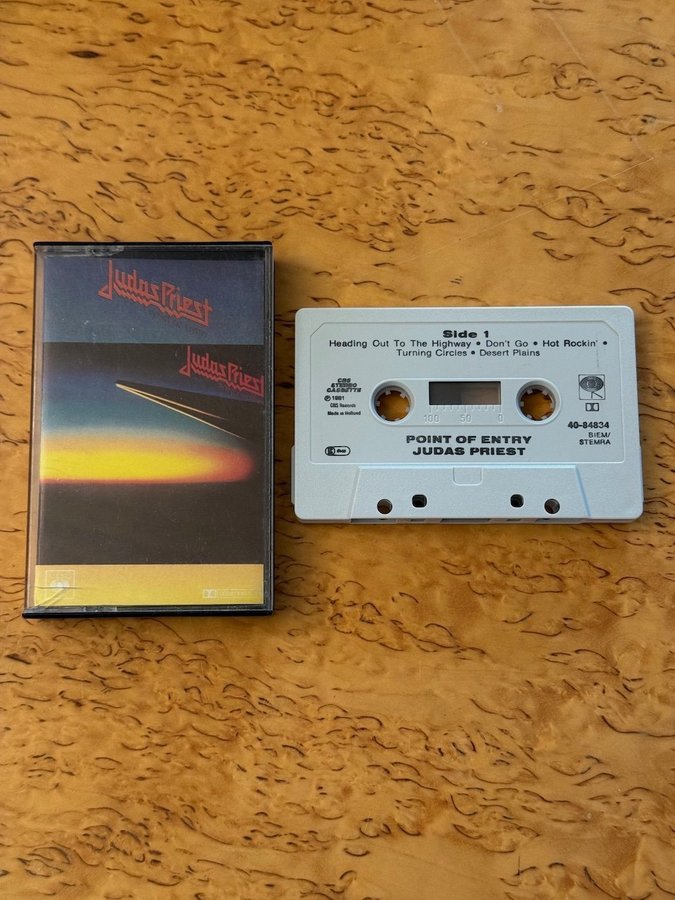 Judas Priest
Judas Priest
CBS
Side 1
Heading Out To The Highway • Don't Go • Hot Rockin' •
Turning Circles • Desert Plains
CBS
STEREO
CASSETTE
℗ 1981
CBS Records
Made in Holland
100 50 0
40-84834
BIEM/
STEMRA
POINT OF ENTRY
JUDAS PRIEST